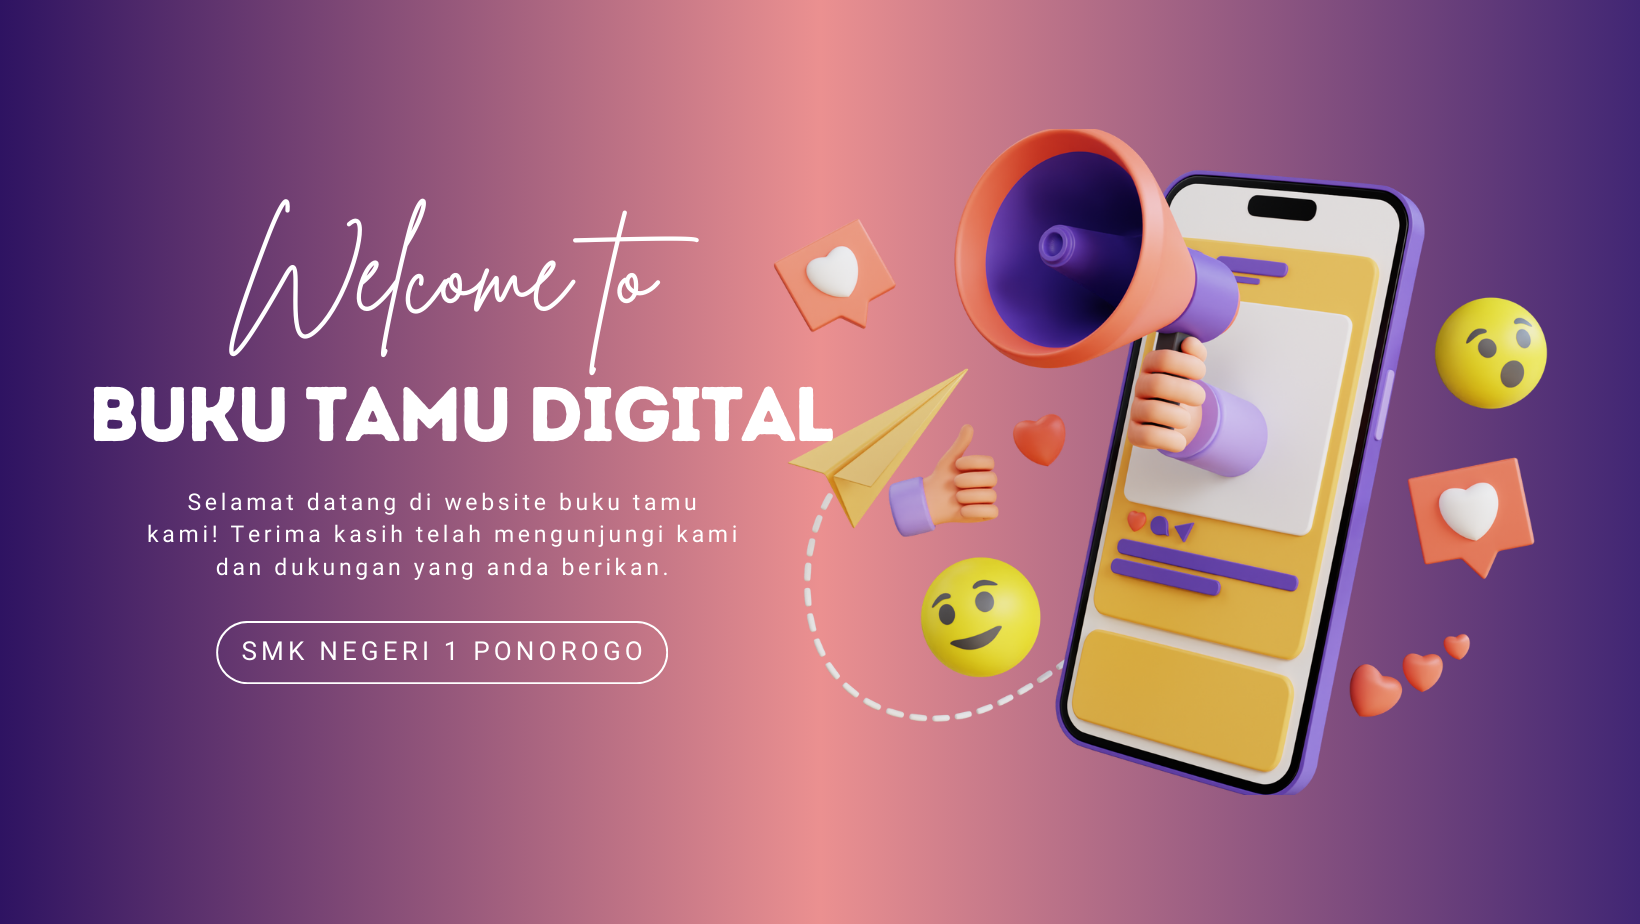 Welcome to
BUKU TAMU DIGITAL
Selamat datang di website buku tamu
kami! Terima kasih telah mengunjungi kami
dan dukungan yang anda berikan.
SMK NEGERI 1 PONOROGO